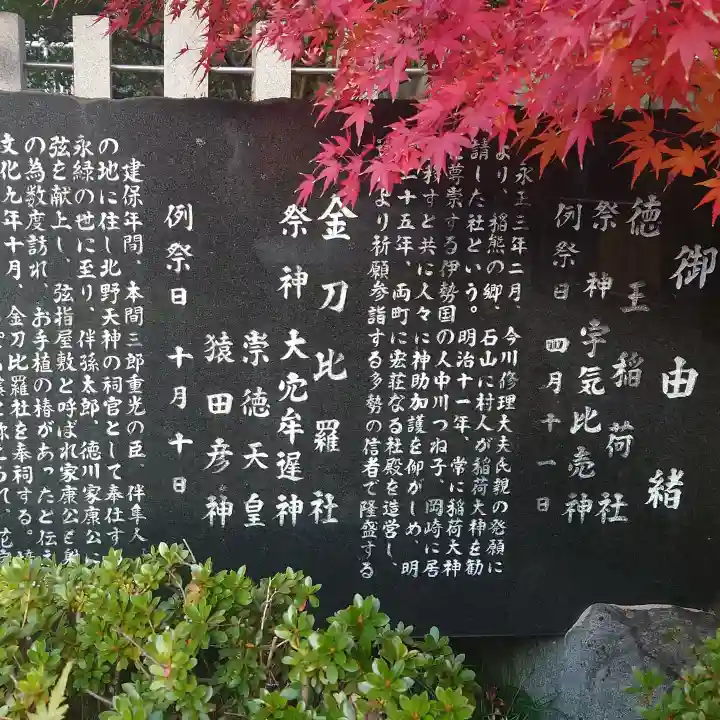 御由緒
徳王稲荷社
祭神 宇気比売神
例祭日 四月十一日
永正三年二月、今川修理大夫氏親の発願に
より、稲熊の郷、石山に村人が稲荷大神を勧
請した社という。明治十一年、常に稲荷大神
尊崇する伊勢国の人中川つね子、岡崎に居
移すと共に人々に神助加護を仰がしめ、明
二十五年、両町に宏荘なる社殿を造営し、
より祈願参詣する多勢の信者で隆盛する
金刀比羅社
祭神 大穴牟遅神
崇徳天皇
猿田彦神
例祭日 十月十日
建保年間、本間三郎重光の臣、伴隼人
の地に住し北野天神の祠官として奉仕す
永緑の世に至り、伴孫太郎、徳川家康公に
弦を献上し、弦指屋敷と呼ばれ家康公も射
の為数度訪れ、お手植の椿があったと伝え
文化九年十月、金刀比羅社を奉祠する。